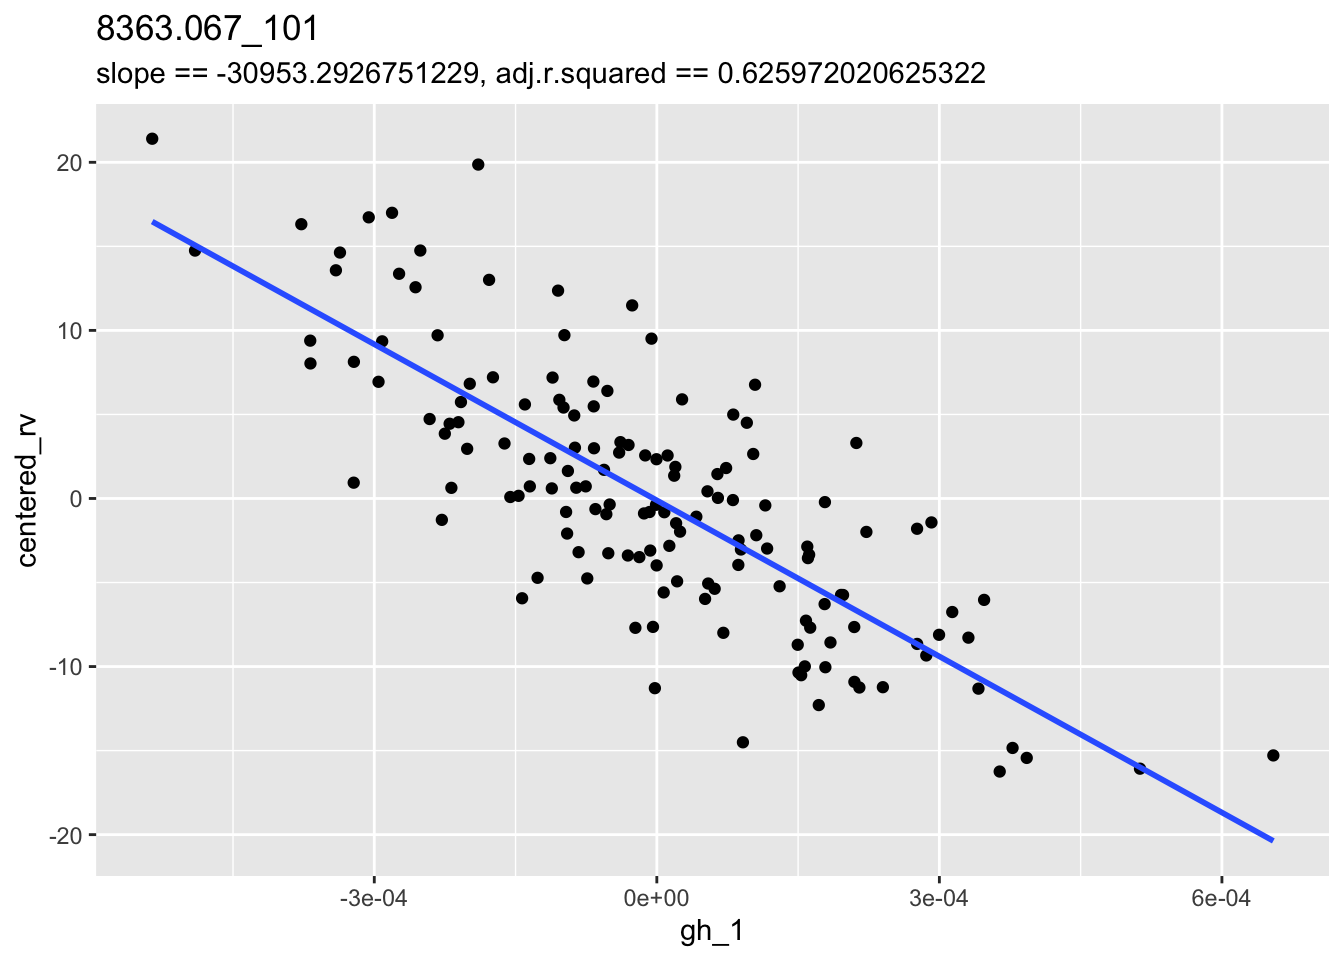 8363.067_101
slope == -30953.2926751229, adj.r.squared == 0.625972020625322
centered_rv
20
10
0
-10
-20
-3e-04
0e+00
3e-04
6e-04
gh_1